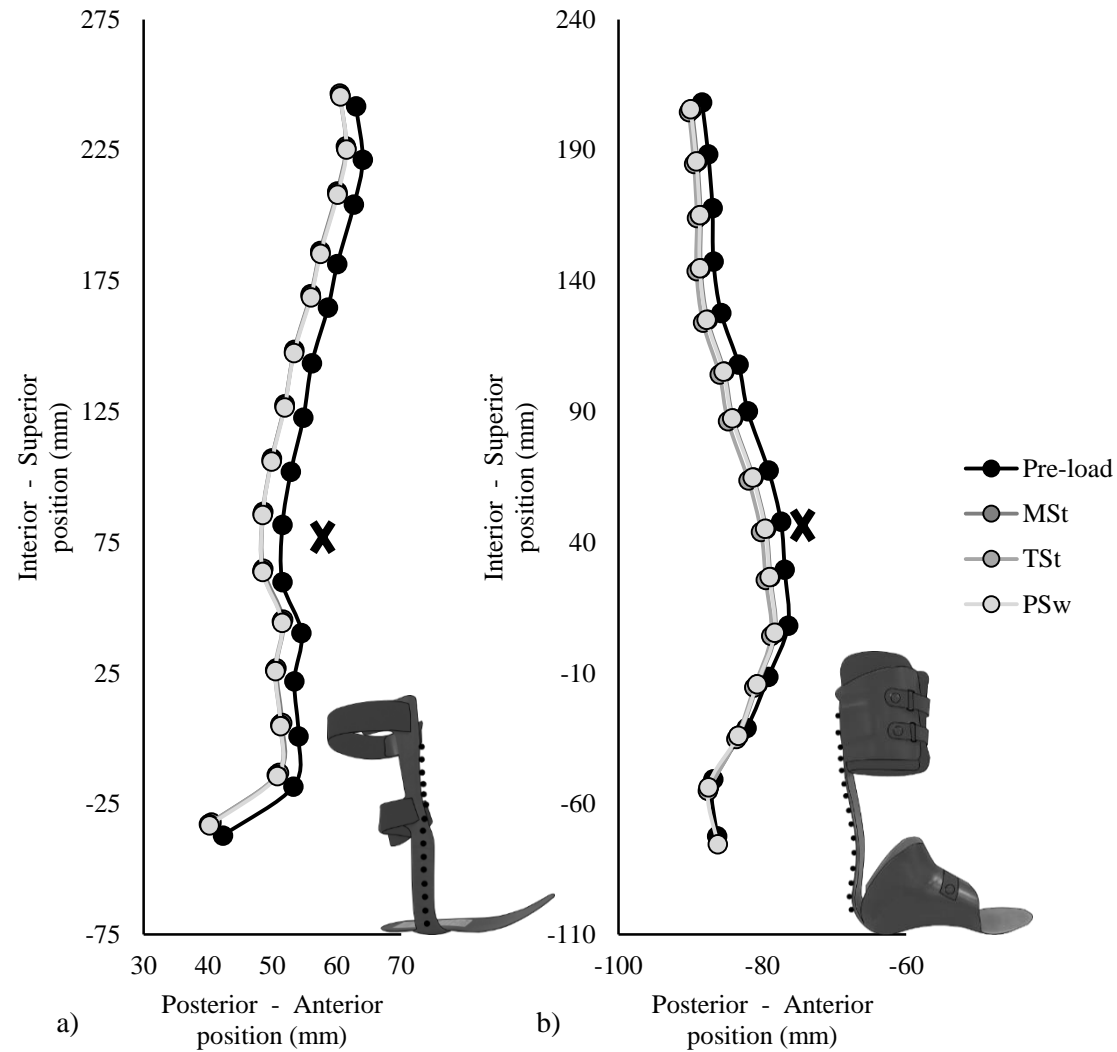 275
225
175
125
75
25
-25
-75
30 40 50 60 70
Interior - Superior
position (mm)
Posterior - Anterior
position (mm)
a)
240
190
140
90
40
-10
-60
-110
-100 -80 -60
Interior - Superior
position (mm)
Posterior - Anterior
position (mm)
b)
Pre-load
MSt
TSt
PSw